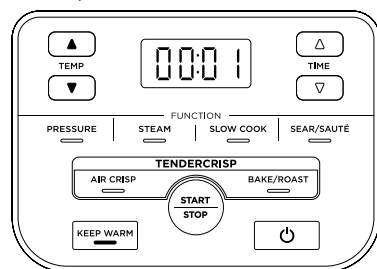 00:01
TEMP
TIME
FUNCTION
PRESSURE STEAM SLOW COOK SEAR/SAUTÉ
TENDERCRISP
AIR CRISP BAKE/ROAST
START
STOP
KEEP WARM